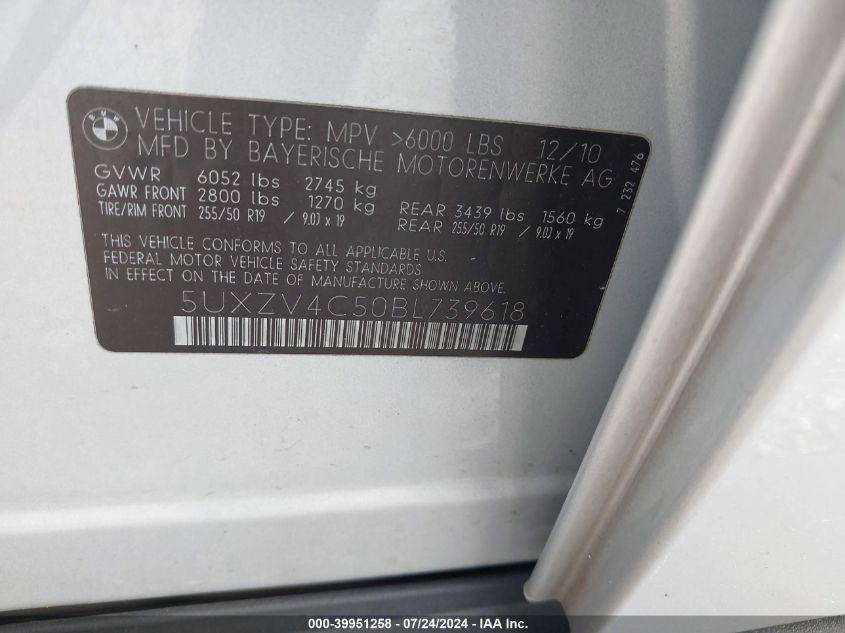 BMW
VEHICLE TYPE: MPV >6000 LBS 12/10
MFD BY BAYERISCHE MOTORENWERKE AG
GVWR 6052 lbs 2745 kg
GAWR FRONT 2800 lbs 1270 kg REAR 3439 lbs 1560 kg
TIRE/RIM FRONT 255/50 R19 / 9.0J x 19 REAR 255/50 R19 / 9.0J x 19
THIS VEHICLE CONFORMS TO ALL APPLICABLE U.S.
FEDERAL MOTOR VEHICLE SAFETY STANDARDS
IN EFFECT ON THE DATE OF MANUFACTURE SHOWN ABOVE.
5UXZV4C50BL739618
7 232 476
000-39951258 - 07/24/2024 - IAA Inc.